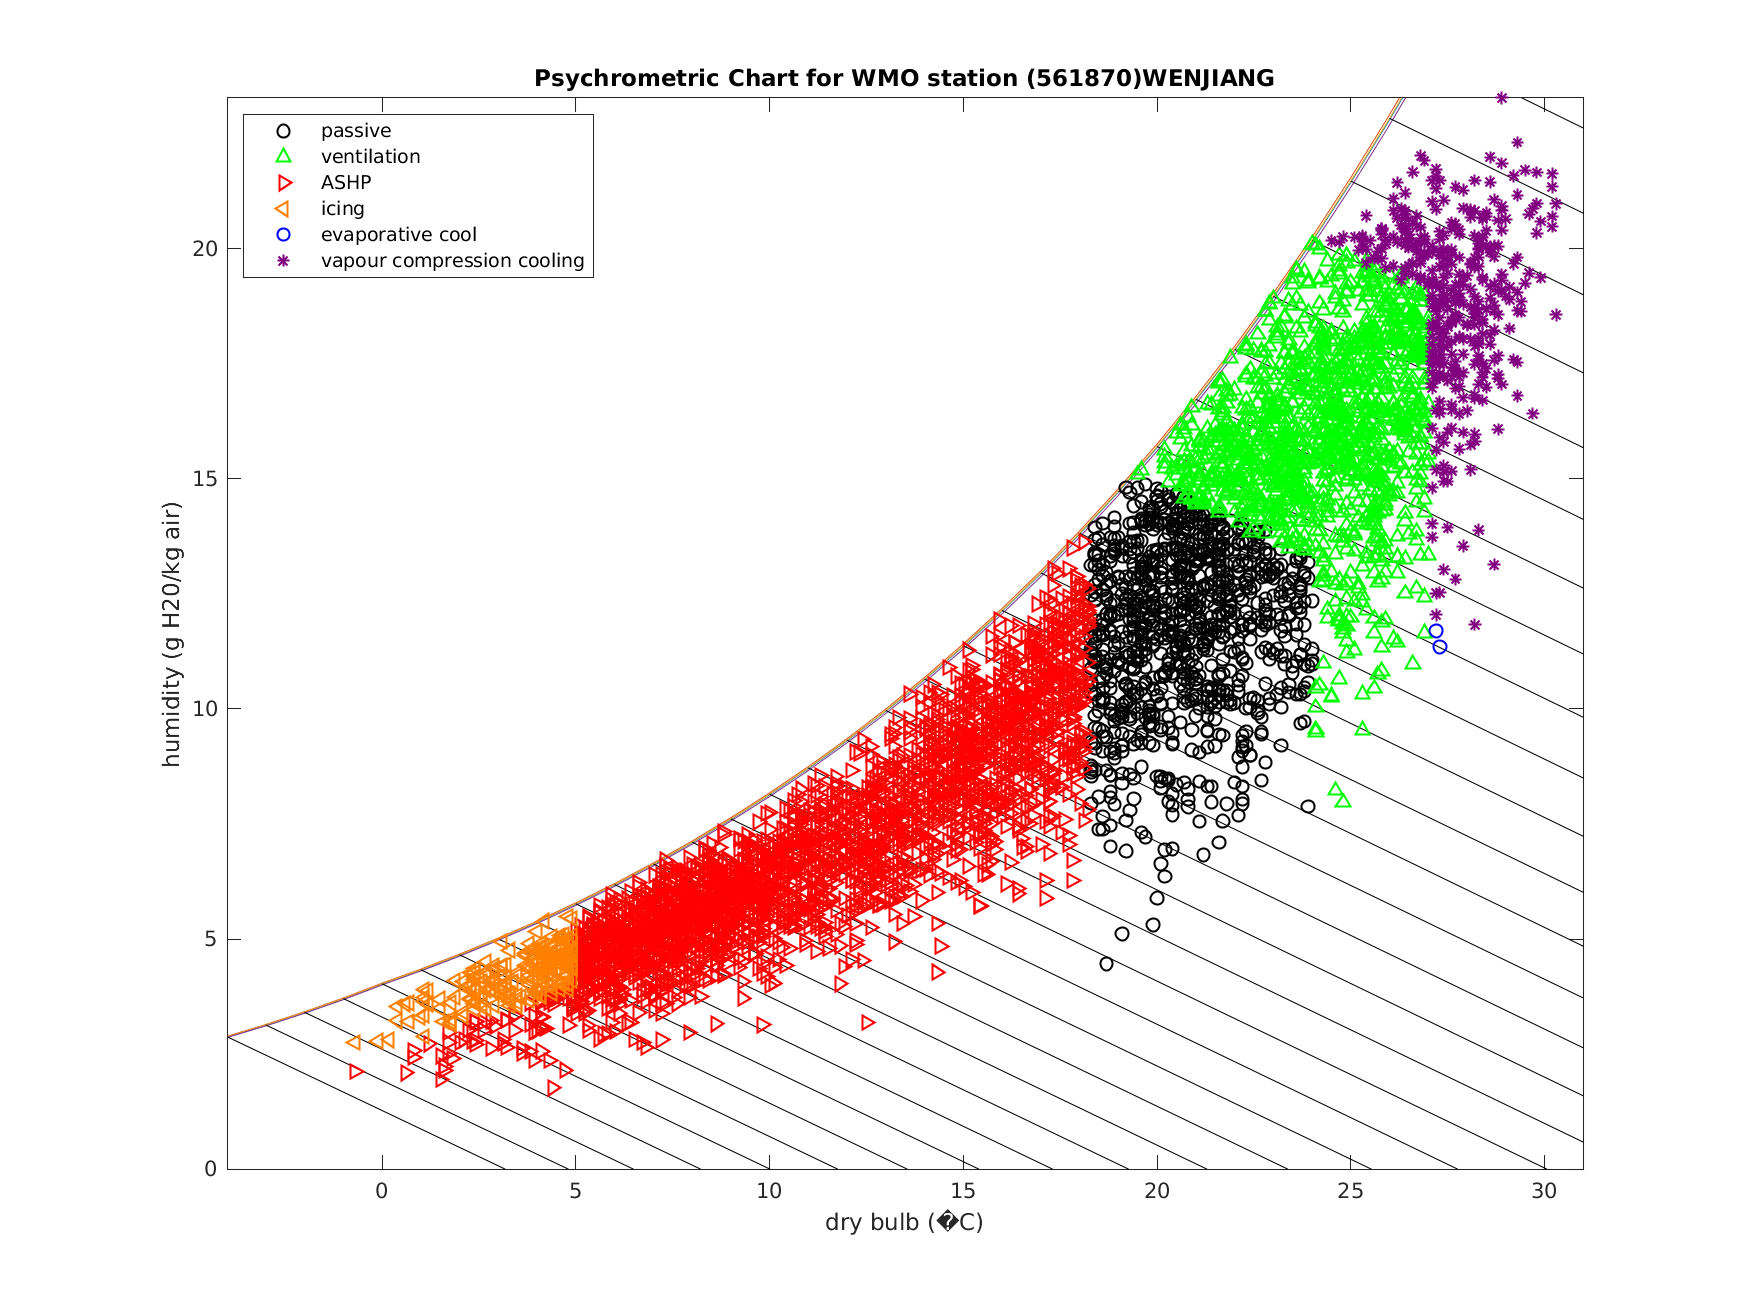 Psychrometric Chart for WMO station (561870)WENJIANG
passive
ventilation
ASHP
icing
evaporative cool
vapour compression cooling
humidity (g H20/kg air)
20
15
10
5
0
0 5 10 15 20 25 30
dry bulb (�C)